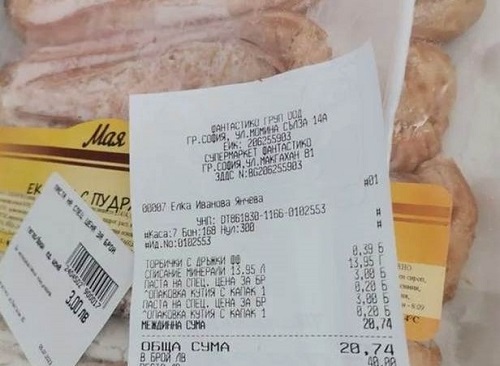 ФАНТАСТИКО ГРУП ООД
ГР.СОФИЯ, УЛ.МОМИНА СЪЛЗА 14А
ЕИК: 206255903
СУПЕРМАРКЕТ ФАНТАСТИКО
ГР.СОФИЯ,УЛ.МАКГАХАН 81
ЗДДС N:BG206255903
00007 Елка Иванова Янчева #01
УНП: DT861830-1166-0102553 #
#Каса:7 Бон:168 Нул:300 #
#Ид.No:0102553
ТОРБИЧКИ С ДРЪЖКИ ФФ 0,39 Б
СПИСАНИЕ МИНЕРАЛИ 13,95 Л 13,95 Г
ПАСТА НА СПЕЦ. ЦЕНА ЗА БР 3,00 Б
*ОПАКОВКА КУТИЯ С КАПАК 1 0,20 Б
ПАСТА НА СПЕЦ. ЦЕНА ЗА БР 3,00 Б
*ОПАКОВКА КУТИЯ С КАПАК 1 0,20 Б
МЕЖДИННА СУМА 20,74
ОБЩА СУМА 20,74
В БРОЙ ЛВ 40,00
Мая
ЕК
С ПУДР
ПАСТА НА СПЕЦ ЦЕНА ЗА БРОЙ
3,00 лв